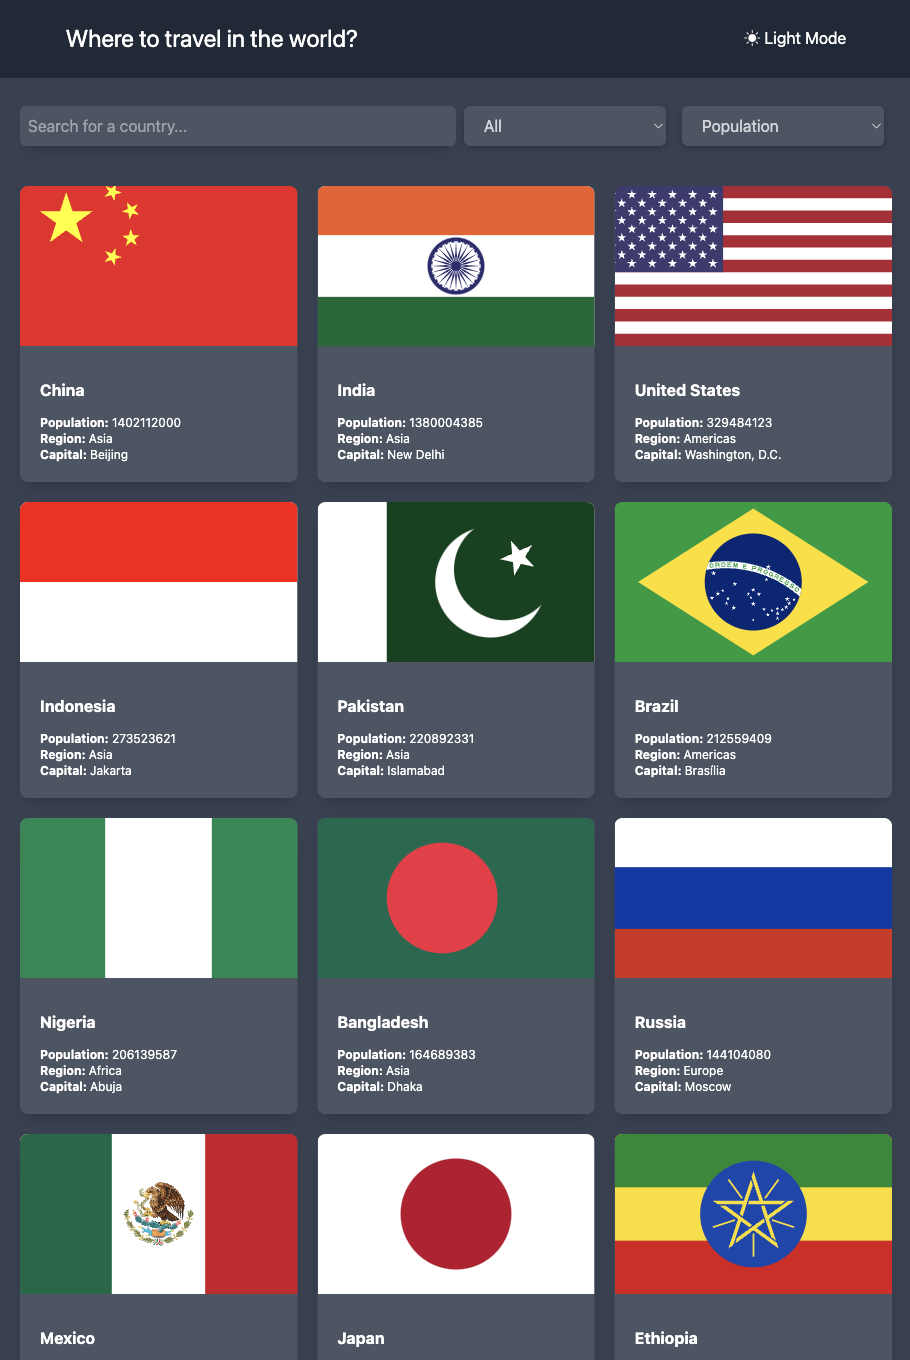 Where to travel in the world?
Light Mode
Search for a country...
All
Population
China
Population: 1402112000
Region: Asia
Capital: Beijing
India
Population: 1380004385
Region: Asia
Capital: New Delhi
United States
Population: 329484123
Region: Americas
Capital: Washington, D.C.
Indonesia
Population: 273523621
Region: Asia
Capital: Jakarta
Pakistan
Population: 220892331
Region: Asia
Capital: Islamabad
ORDEM E PROGRESSO
Brazil
Population: 212559409
Region: Americas
Capital: Brasília
Nigeria
Population: 206139587
Region: Africa
Capital: Abuja
Bangladesh
Population: 164689383
Region: Asia
Capital: Dhaka
Russia
Population: 144104080
Region: Europe
Capital: Moscow
Mexico
Japan
Ethiopia